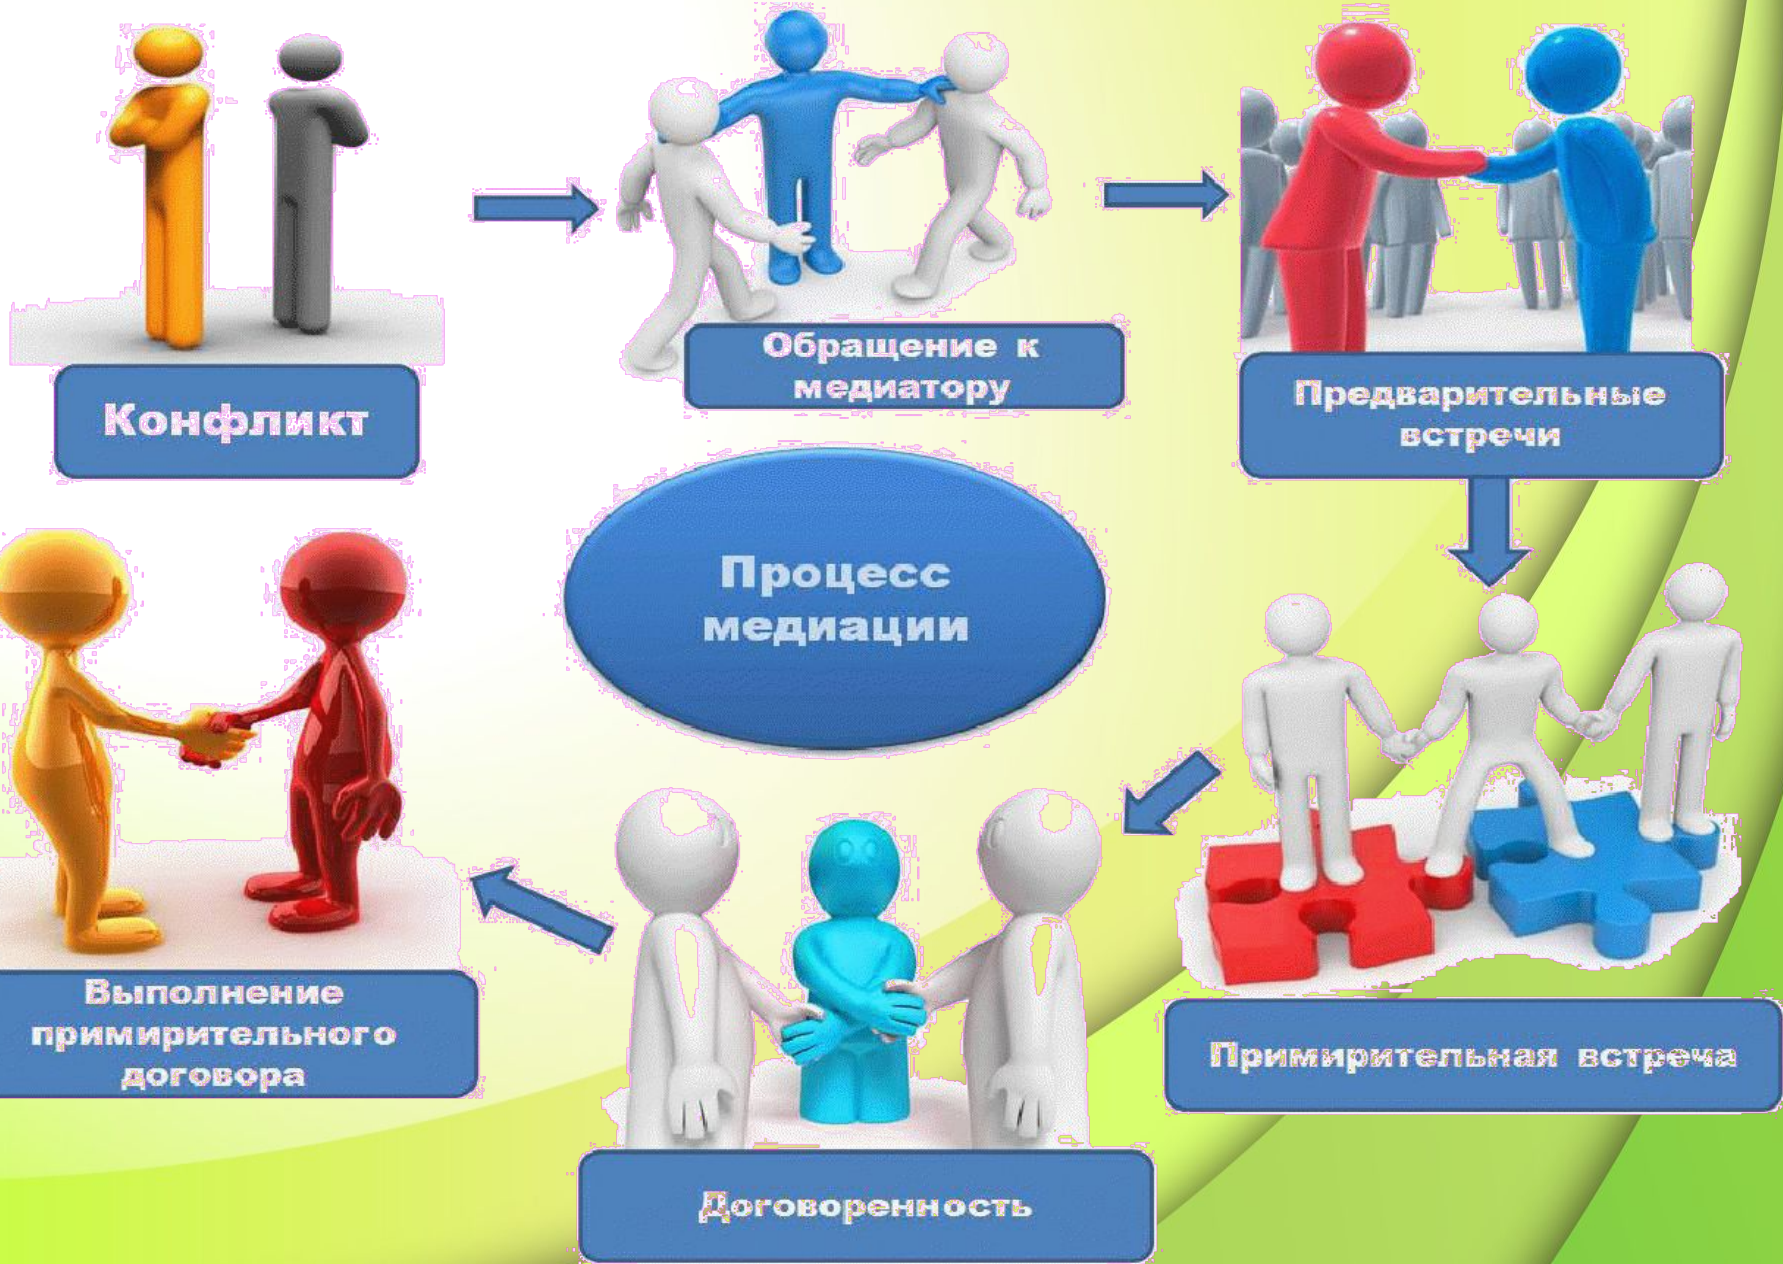 Конфликт
Обращение к
медиатору
Предварительные
встречи
Процесс
медиации
Примирительная встреча
Договоренность
Выполнение
примирительного
договора